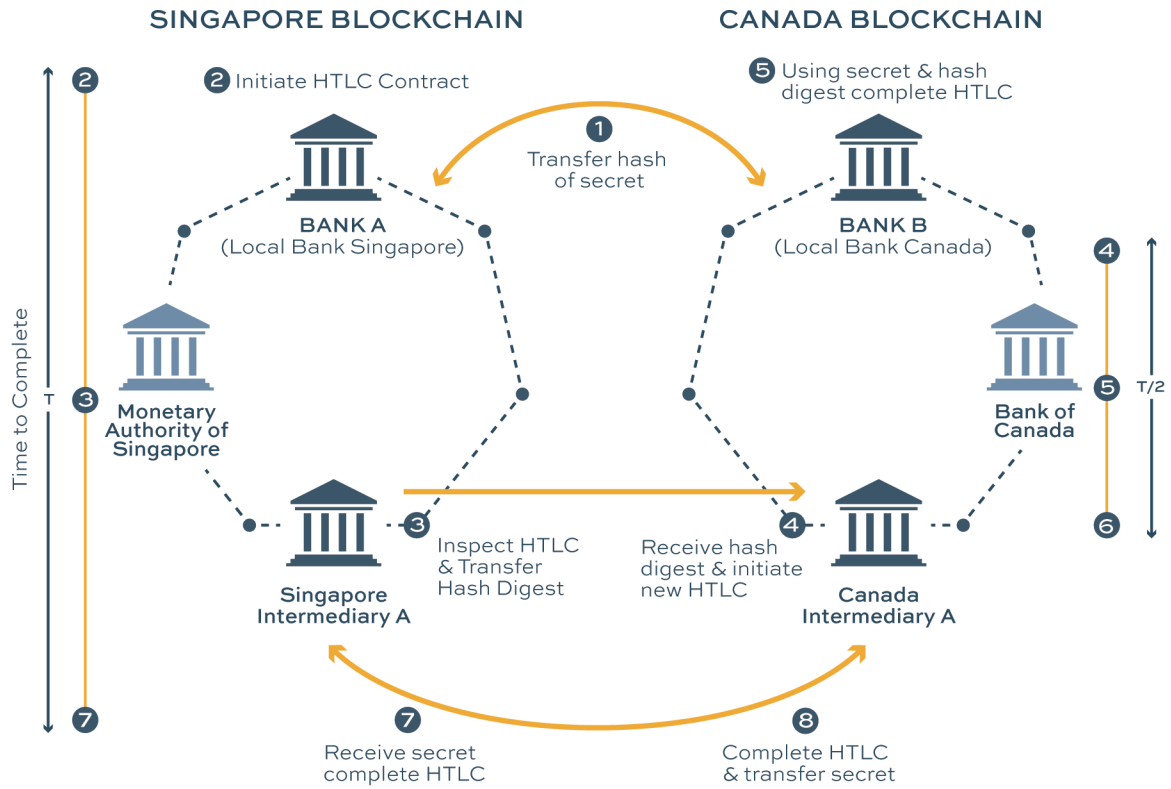 SINGAPORE BLOCKCHAIN
CANADA BLOCKCHAIN
2
2 Initiate HTLC Contract
5 Using secret & hash
digest complete HTLC
1
Transfer hash
of secret
BANK A
(Local Bank Singapore)
BANK B
(Local Bank Canada)
4
Time to Complete
T
3
Monetary
Authority of
Singapore
Bank of
Canada
5
T/2
3
Inspect HTLC
& Transfer
Hash Digest
4
Receive hash
digest & initiate
new HTLC
6
Singapore
Intermediary A
Canada
Intermediary A
7
7
Receive secret
complete HTLC
8
Complete HTLC
& transfer secret